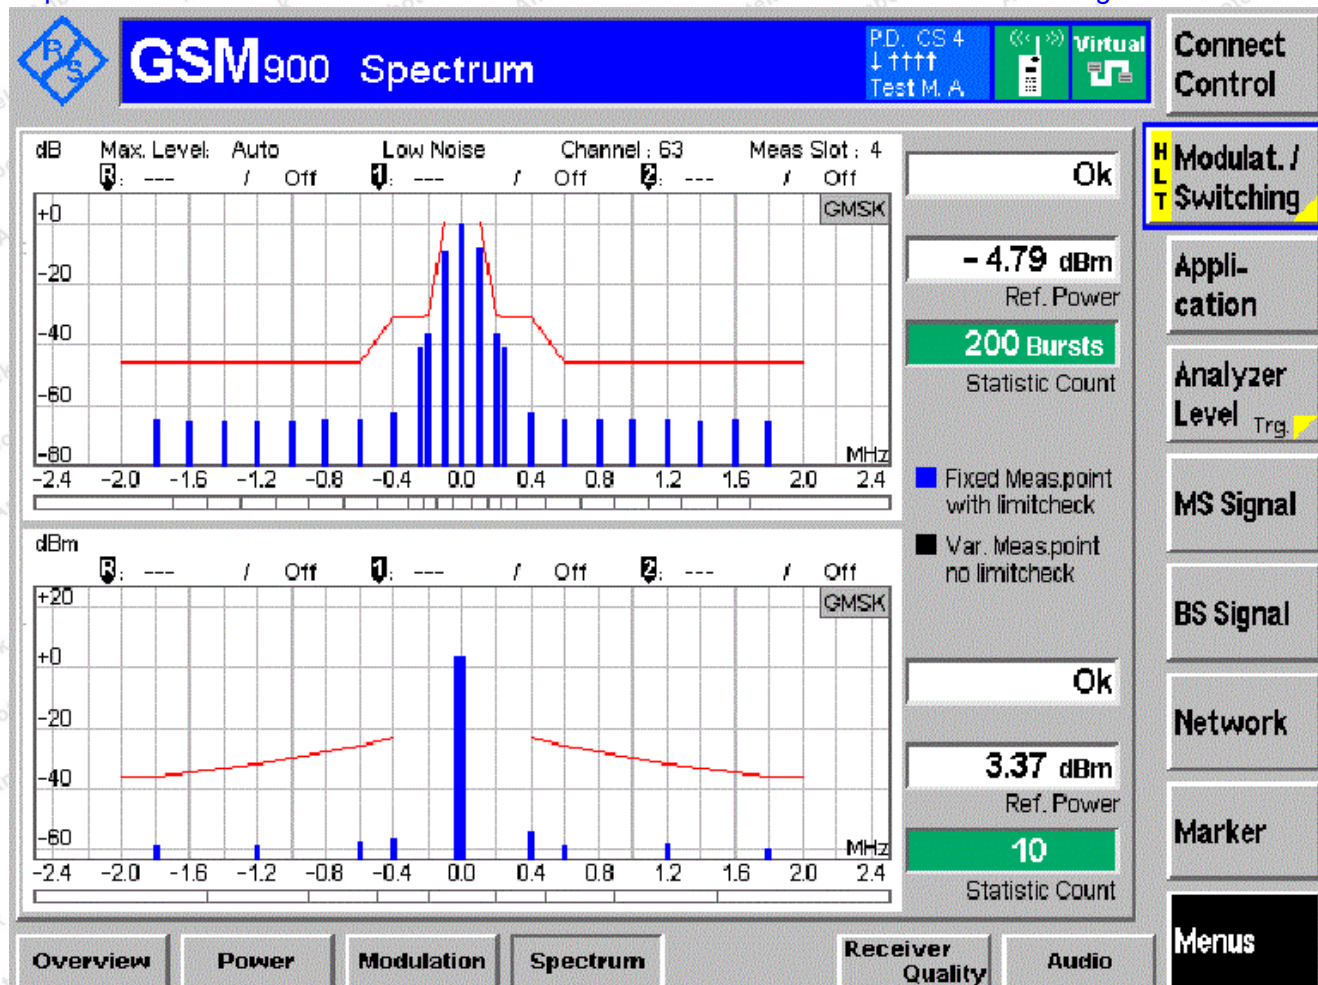 R/S
GSM900 Spectrum
P.D. CS 4
↓ ↑↑↑↑
Test M. A
Virtual
Connect
Control
dB Max. Level: Auto Low Noise Channel : 63 Meas Slot : 4
R: --- / Off 1: --- / Off 2: --- / Off
GMSK
+0
-20
-40
-60
-80
MHz
-2.4 -2.0 -1.6 -1.2 -0.8 -0.4 0.0 0.4 0.8 1.2 1.6 2.0 2.4
Ok
-4.79 dBm
Ref. Power
200 Bursts
Statistic Count
Fixed Meas.point
with limitcheck
Var. Meas.point
no limitcheck
dBm
R: --- / Off 1: --- / Off 2: --- / Off
GMSK
+20
+0
-20
-40
-60
MHz
-2.4 -2.0 -1.6 -1.2 -0.8 -0.4 0.0 0.4 0.8 1.2 1.6 2.0 2.4
Ok
3.37 dBm
Ref. Power
10
Statistic Count
HLT
Modulat. /
Switching
Appli-
cation
Analyzer
Level Trg.
MS Signal
BS Signal
Network
Marker
Menus
Overview
Power
Modulation
Spectrum
Receiver
Quality
Audio